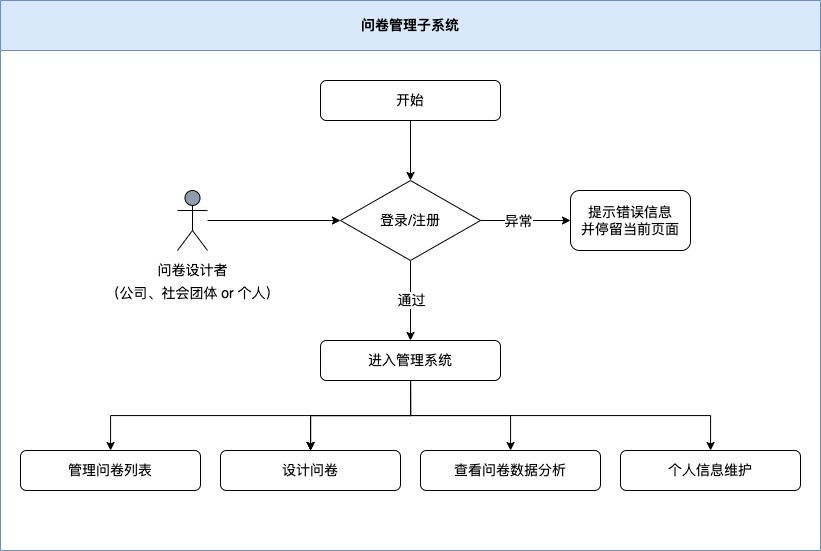 问卷管理子系统
开始
登录/注册
异常
提示错误信息
并停留当前页面
问卷设计者
（公司、社会团体 or 个人）
通过
进入管理系统
管理问卷列表
设计问卷
查看问卷数据分析
个人信息维护